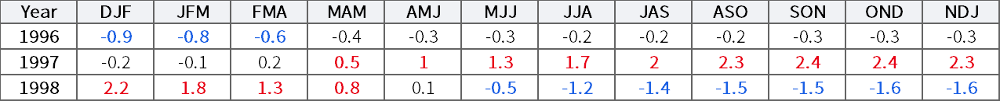 Year DJF JFM FMA MAM AMJ MJJ JJA JAS ASO SON OND NDJ
1996 -0.9 -0.8 -0.6 -0.4 -0.3 -0.3 -0.2 -0.2 -0.2 -0.3 -0.3 -0.3
1997 -0.2 -0.1 0.2 0.5 1 1.3 1.7 2 2.3 2.4 2.4 2.3
1998 2.2 1.8 1.3 0.8 0.1 -0.5 -1.2 -1.4 -1.5 -1.5 -1.6 -1.6